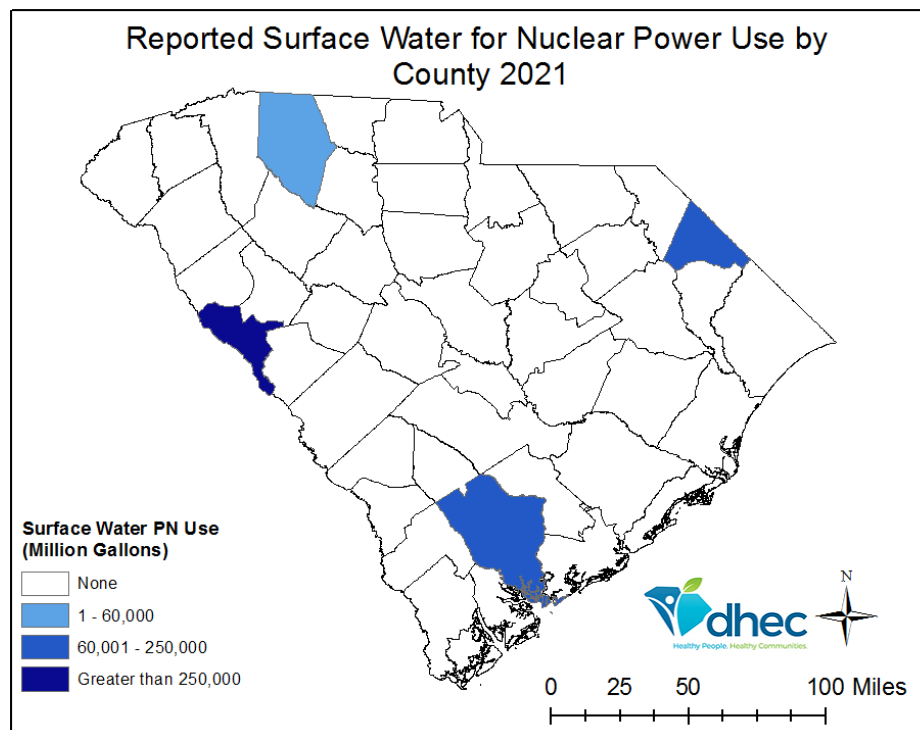 Reported Surface Water for Nuclear Power Use by
County 2021
Surface Water PN Use
(Million Gallons)
None
1 - 60,000
60,001 - 250,000
Greater than 250,000
dhec
Healthy People. Healthy Communities.
N
0 25 50 100 Miles